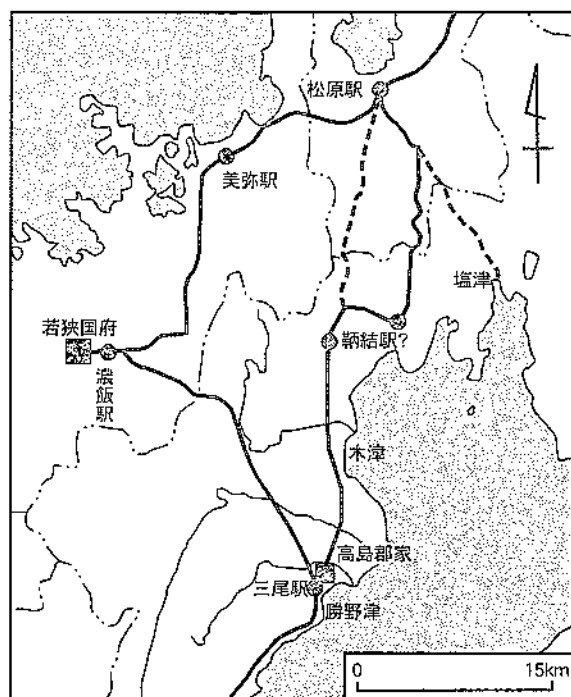 松原駅
美弥駅
塩津
若狭国府
鞆結駅?
濃飯駅
木津
高島郡家
三尾駅
勝野津
0 15km